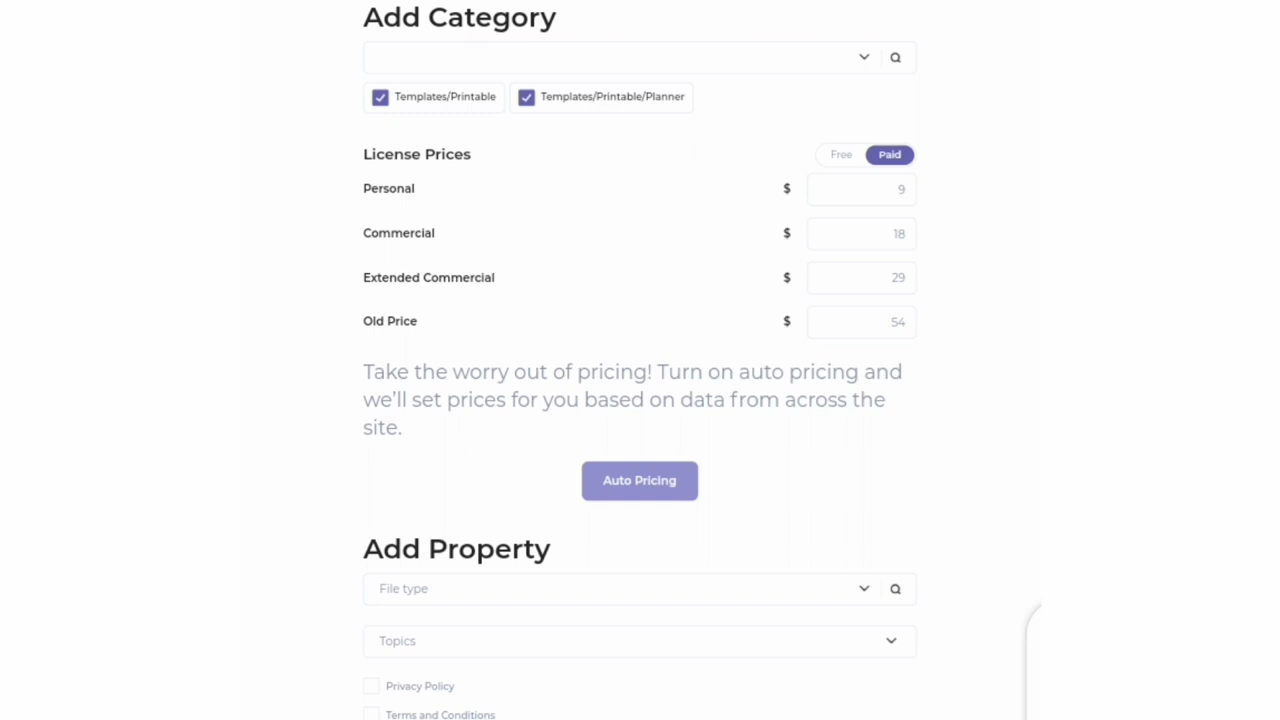 Add Category
Templates/Printable Templates/Printable/Planner
License Prices Free Paid
Personal $ 9
Commercial $ 18
Extended Commercial $ 29
Old Price $ 54
Take the worry out of pricing! Turn on auto pricing and
we'll set prices for you based on data from across the
site.
Auto Pricing
Add Property
File type
Topics
Privacy Policy
Terms and Conditions